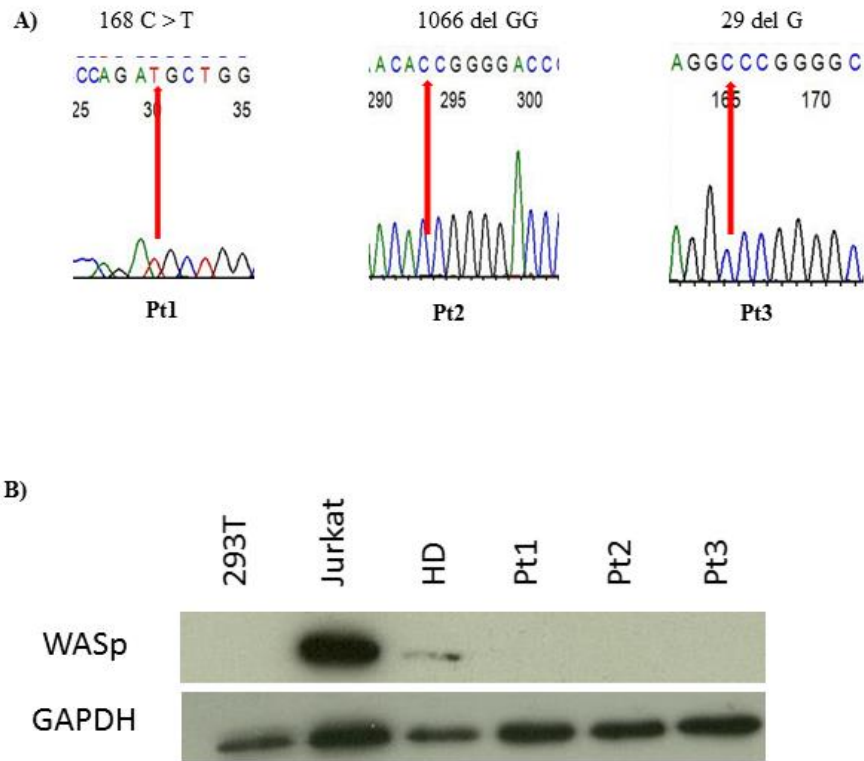 A) 168 C > T 1066 del GG 29 del G
CCAGATGCTGG ACACCGGGGACC AGGCCCGGGGC
25 30 35 290 295 300 165 170
Pt1 Pt2 Pt3
B)
293T Jurkat HD Pt1 Pt2 Pt3
WASp
GAPDH